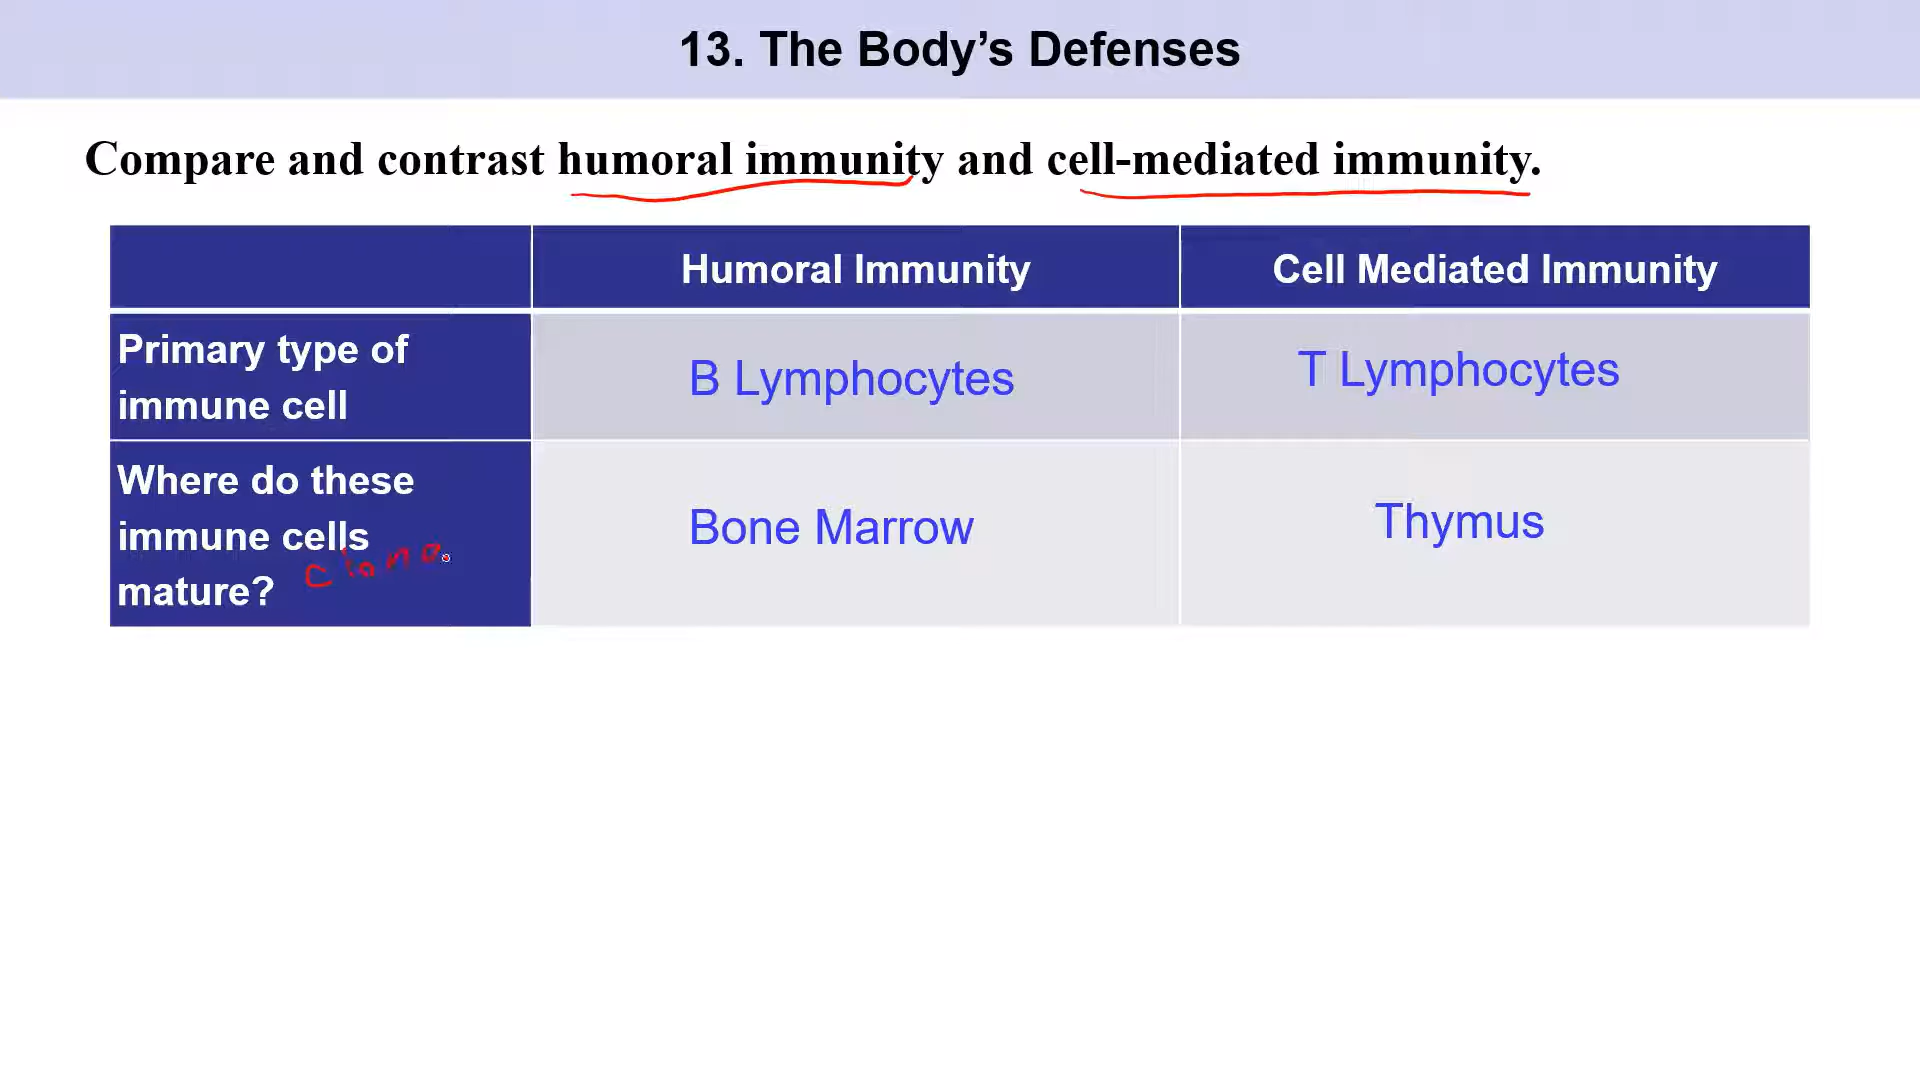 13. The Body’s Defenses
Compare and contrast humoral immunity and cell-mediated immunity.
Humoral Immunity
Cell Mediated Immunity
Primary type of
immune cell
B Lymphocytes
T Lymphocytes
Where do these
immune cells
mature?
Bone Marrow
Thymus